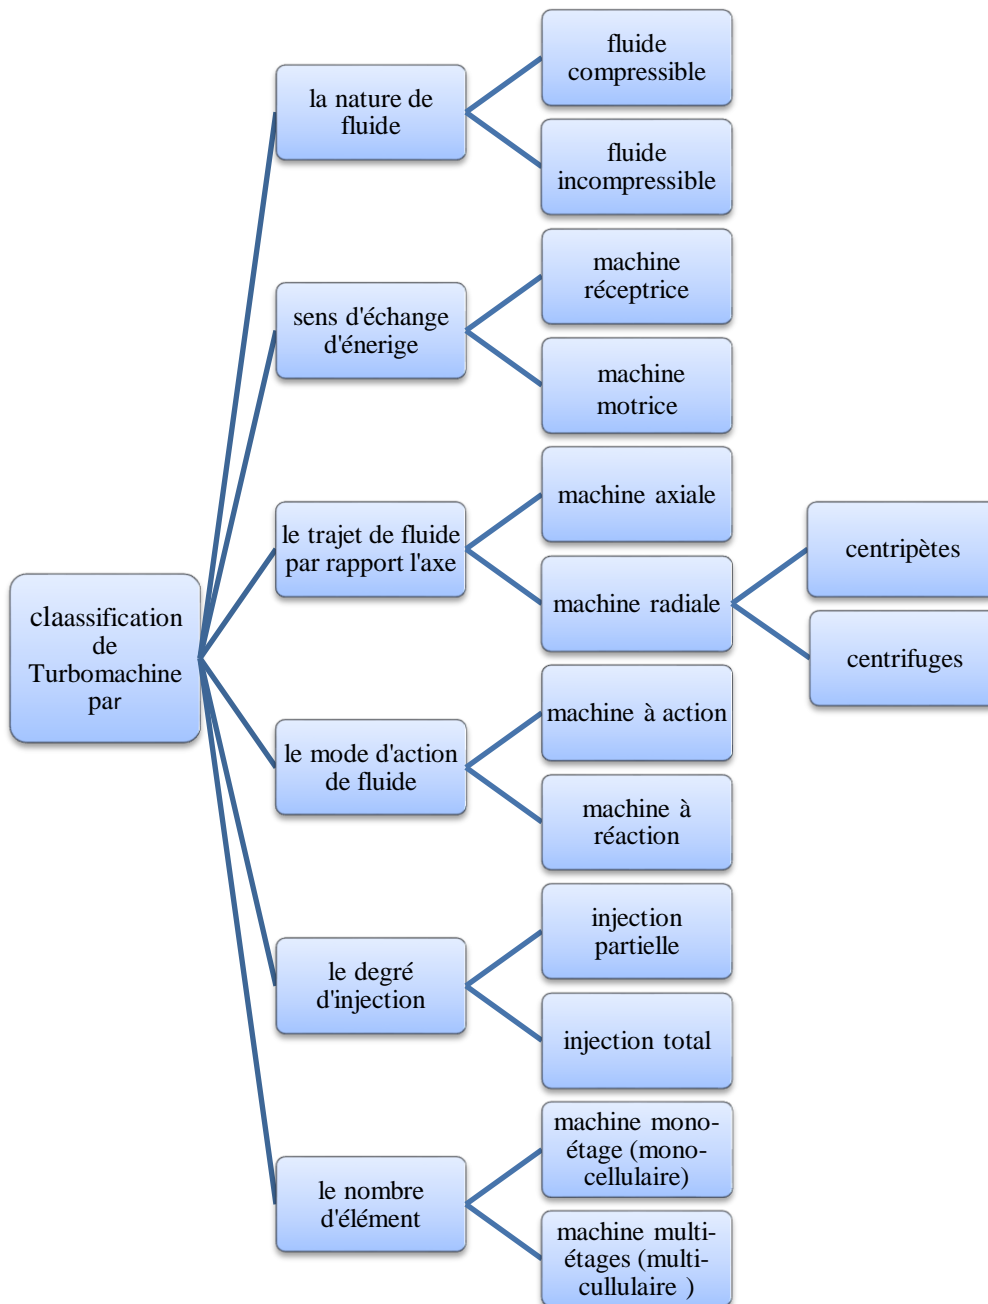 claassification
de
Turbomachine
par
la nature de
fluide
fluide
compressible
fluide
incompressible
sens d'échange
d'énerige
machine
réceptrice
machine
motrice
le trajet de fluide
par rapport l'axe
machine axiale
machine radiale
centripètes
centrifuges
le mode d'action
de fluide
machine à action
machine à
réaction
le degré
d'injection
injection
partielle
injection total
le nombre
d'élément
machine mono-
étage (mono-
cellulaire)
machine multi-
étages (multi-
cullulaire )